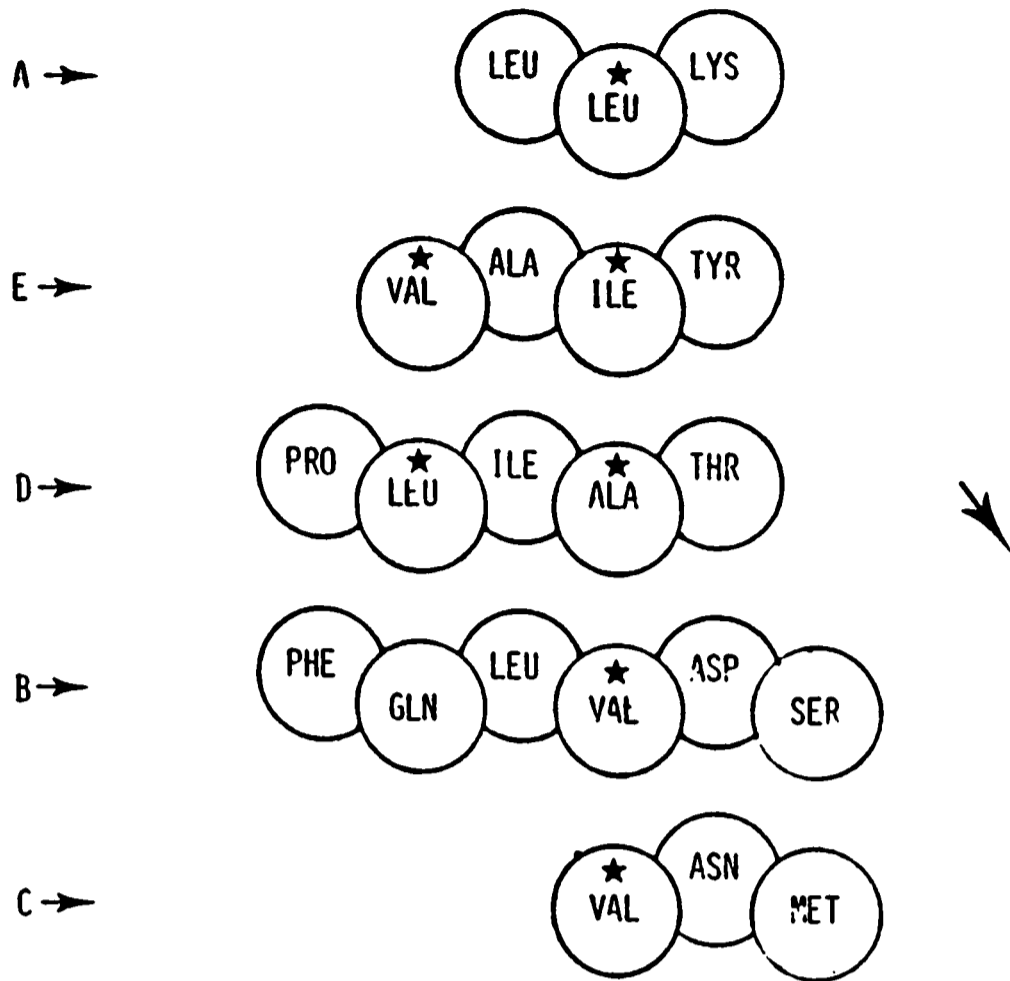 A LEU LEU LYS
E VAL ALA ILE TYR
D PRO LEU ILE ALA THR
B PHE GLN LEU VAL ASP SER
C VAL ASN MET